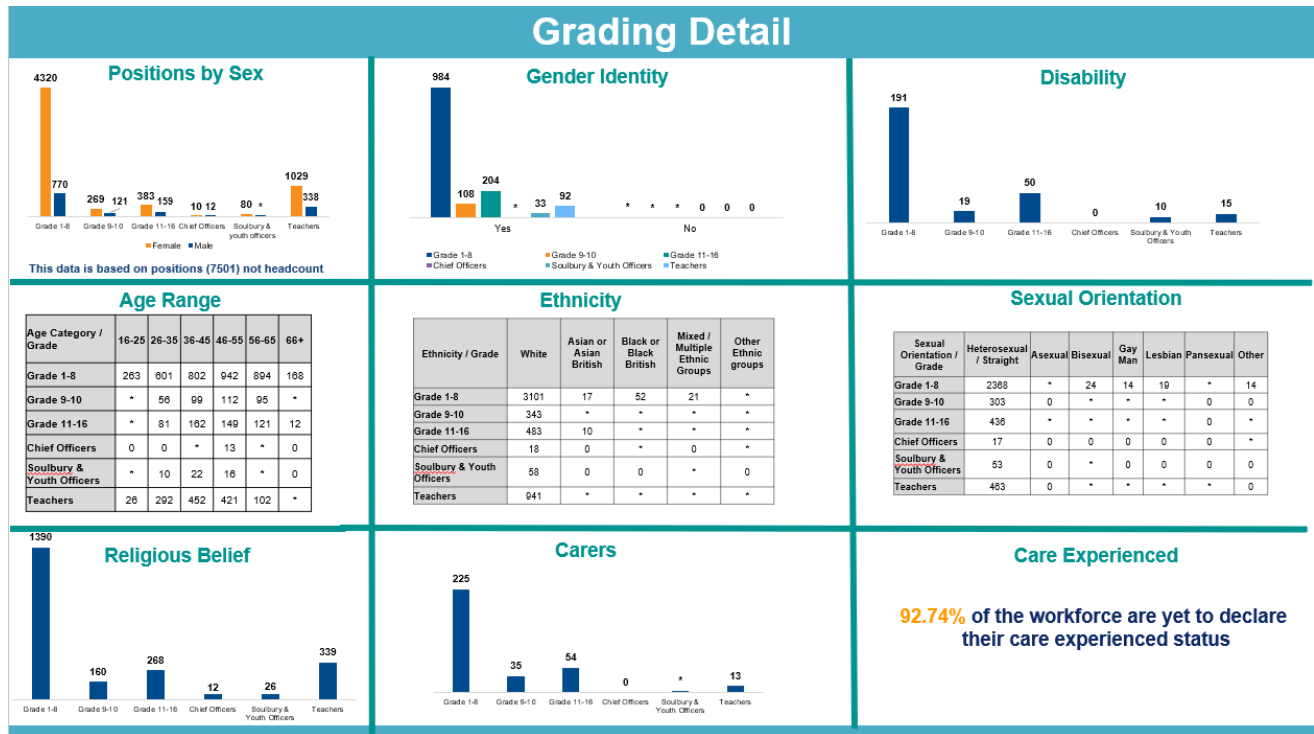 Grading Detail
Positions by Sex
4320
770
269
121
383
159
10
12
80
*
1029
338
Grade 1-8
Grade 9-10
Grade 11-16
Chief Officers
Soulbury &
youth officers
Teachers
Female
Male
This data is based on positions (7501) not headcount
Gender Identity
984
108
204
*
33
92
*
*
*
0
0
0
Yes
No
Grade 1-8
Grade 9-10
Grade 11-16
Chief Officers
Soulbury & Youth Officers
Teachers
Disability
191
19
50
0
10
15
Grade 1-8
Grade 9-10
Grade 11-16
Chief Officers
Soulbury & Youth
Officers
Teachers
Age Range
Age Category /
Grade
16-25 26-35 36-45 46-55 56-65 66+
Grade 1-8 263 601 802 942 894 168
Grade 9-10 * 56 99 112 95 *
Grade 11-16 * 81 162 149 121 12
Chief Officers 0 0 * 13 * 0
Soulbury &
Youth Officers * 10 22 16 * 0
Teachers 26 292 452 421 102 *
Ethnicity
Ethnicity / Grade
White
Asian or
Asian
British
Black or
Black
British
Mixed /
Multiple
Ethnic
Groups
Other
Ethnic
groups
Grade 1-8 3101 17 52 21 *
Grade 9-10 343 * * * *
Grade 11-16 483 10 * * *
Chief Officers 18 0 * 0 *
Soulbury & Youth
Officers 58 0 0 * 0
Teachers 941 * * * *
Sexual Orientation
Sexual
Orientation /
Grade
Heterosexual
/ Straight
Asexual
Bisexual
Gay
Man
Lesbian
Pansexual
Other
Grade 1-8 2368 * 24 14 19 * 14
Grade 9-10 303 0 * * * 0 0
Grade 11-16 436 * * * * 0 *
Chief Officers 17 0 0 0 0 0 *
Soulbury &
Youth Officers 53 0 * 0 0 0 0
Teachers 463 0 * * * * 0
Religious Belief
1390
160
268
12
26
339
Grade 1-8
Grade 9-10
Grade 11-16
Chief Officers
Soulbury &
Youth Officers
Teachers
Carers
225
35
54
0
*
13
Grade 1-8
Grade 9-10
Grade 11-16
Chief Officers
Soulbury &
Youth Officers
Teachers
Care Experienced
92.74% of the workforce are yet to declare
their care experienced status